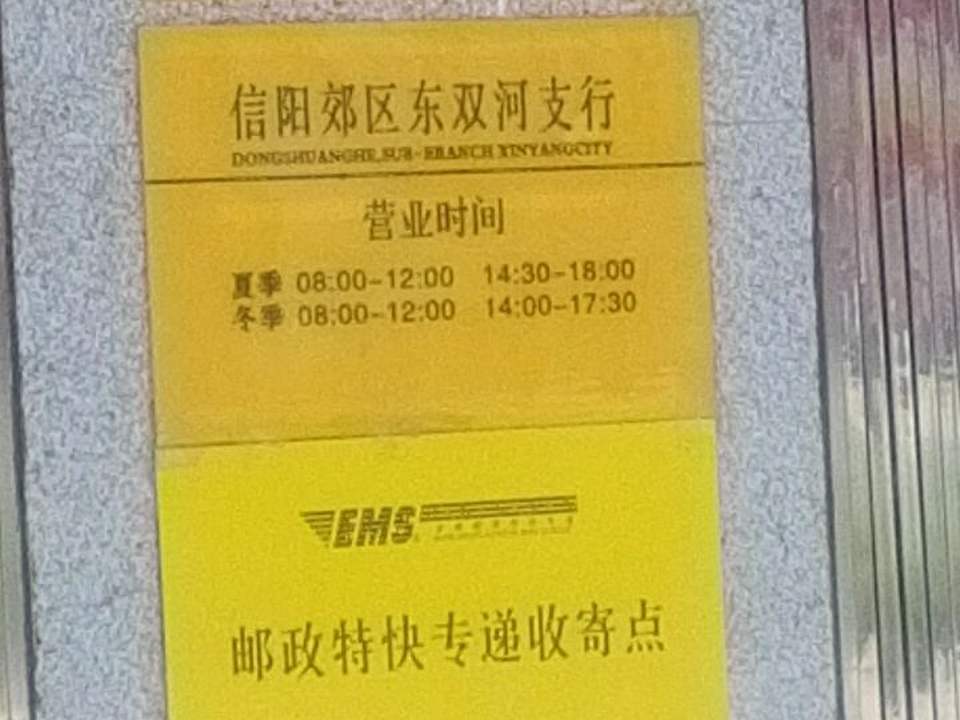 信阳郊区东双河支行
DONGSHUANGHE SUB-BRANCH XINYANGCITY
营业时间
夏季 08:00-12:00 14:30-18:00
冬季 08:00-12:00 14:00-17:30
EMS
邮政特快专递收寄点